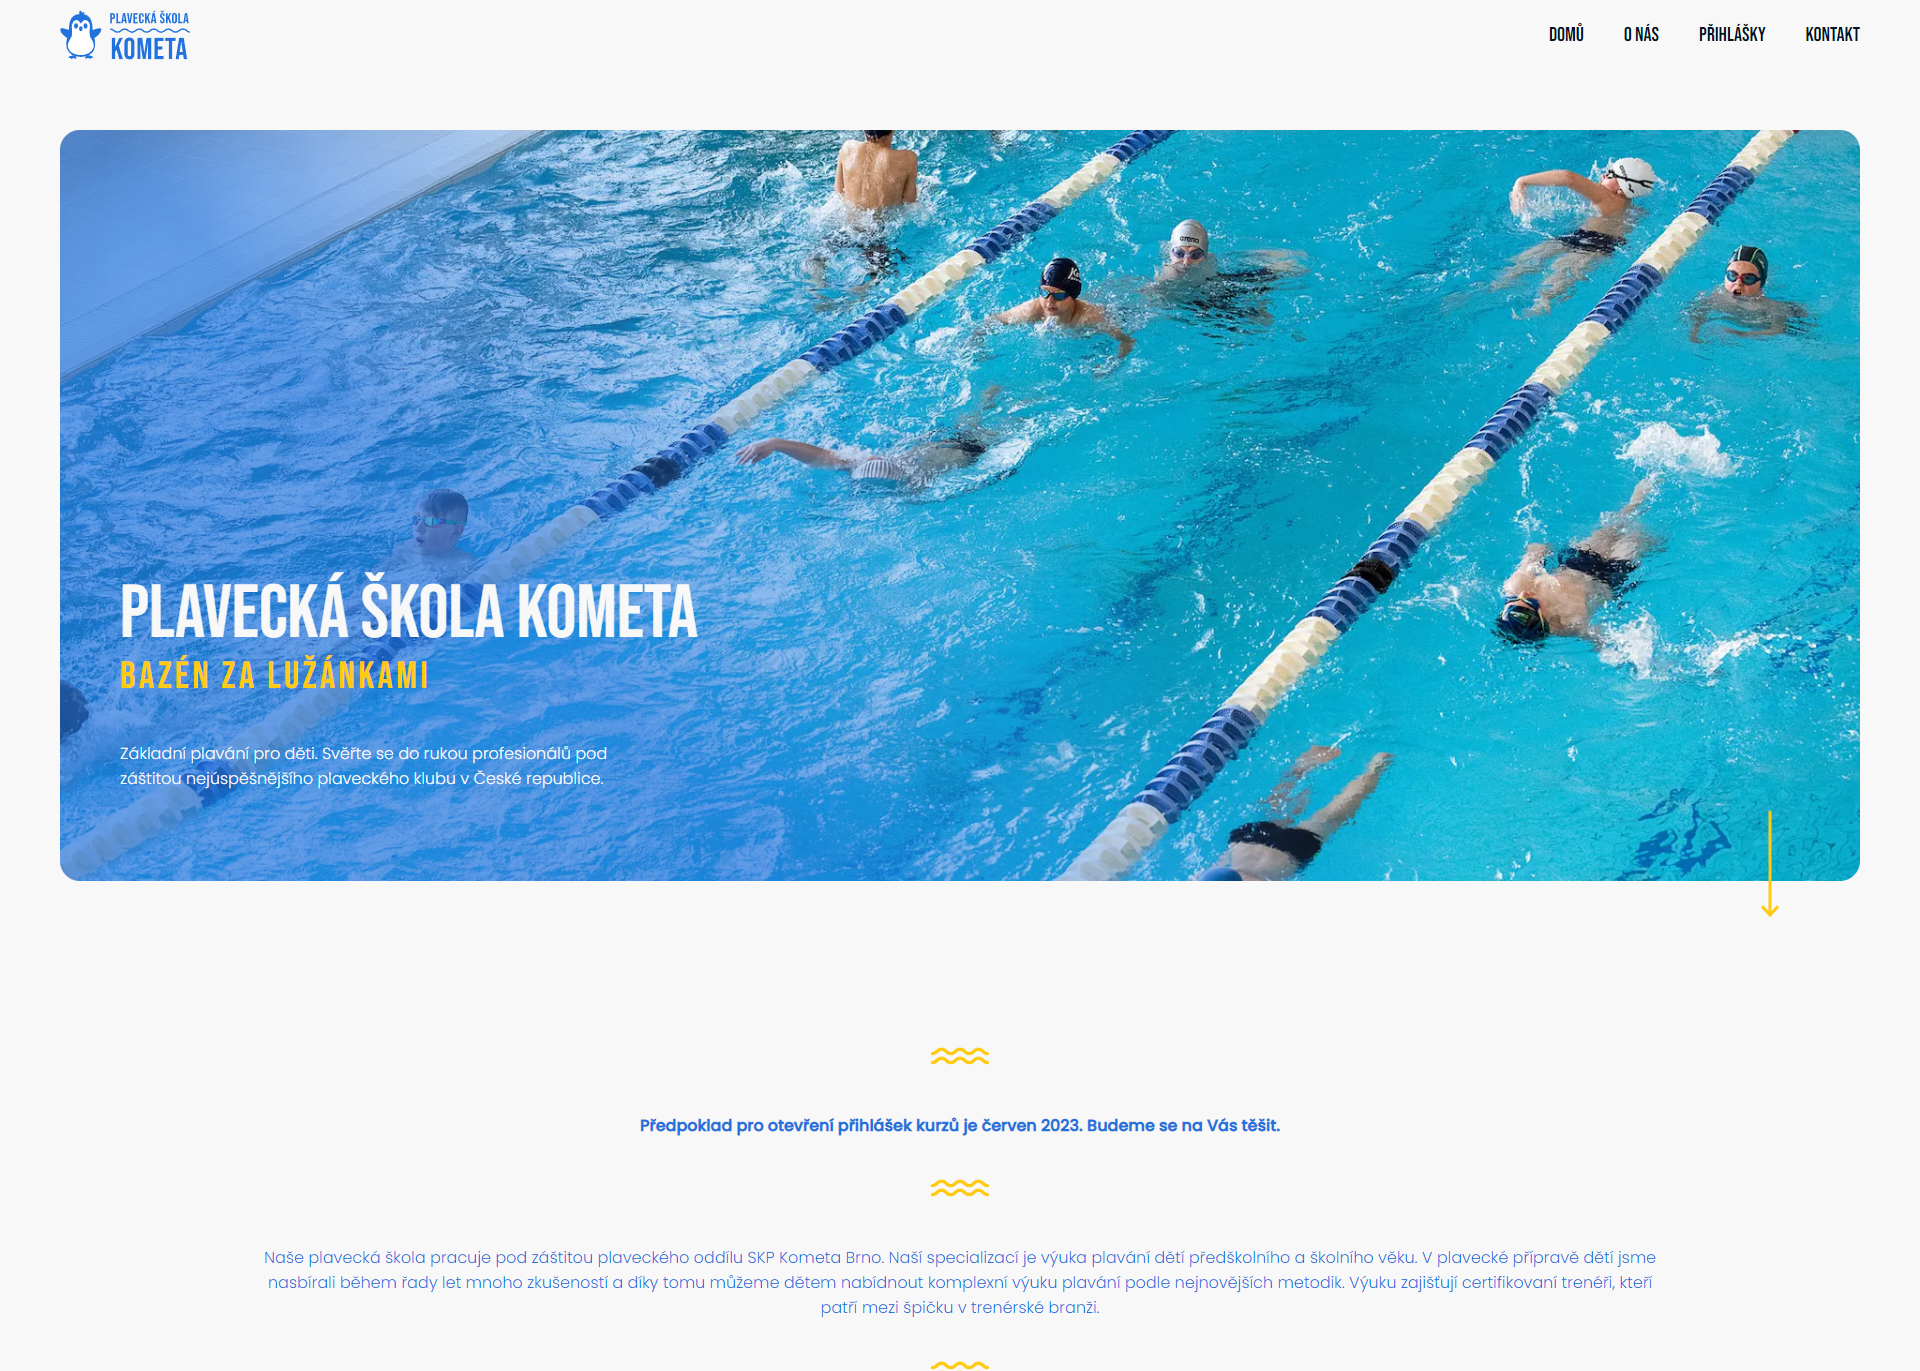 PLAVECKÁ ŠKOLA
KOMETA
DOMŮ
O NÁS
PŘIHLÁŠKY
KONTAKT
arena
PLAVECKÁ ŠKOLA KOMETA
BAZÉN ZA LUŽÁNKAMI
Základní plavání pro děti. Svěřte se do rukou profesionálů pod
záštitou nejúspěšnějšího plaveckého klubu v České republice.
Předpoklad pro otevření přihlášek kurzů je červen 2023. Budeme se na Vás těšit.
Naše plavecká škola pracuje pod záštitou plaveckého oddílu SKP Kometa Brno. Naší specializací je výuka plavání dětí předškolního a školního věku. V plavecké přípravě dětí jsme
nasbírali během řady let mnoho zkušeností a díky tomu můžeme dětem nabídnout komplexní výuku plavání podle nejnovějších metodik. Výuku zajišťují certifikovaní trenéři, kteří
patří mezi špičku v trenérské branži.